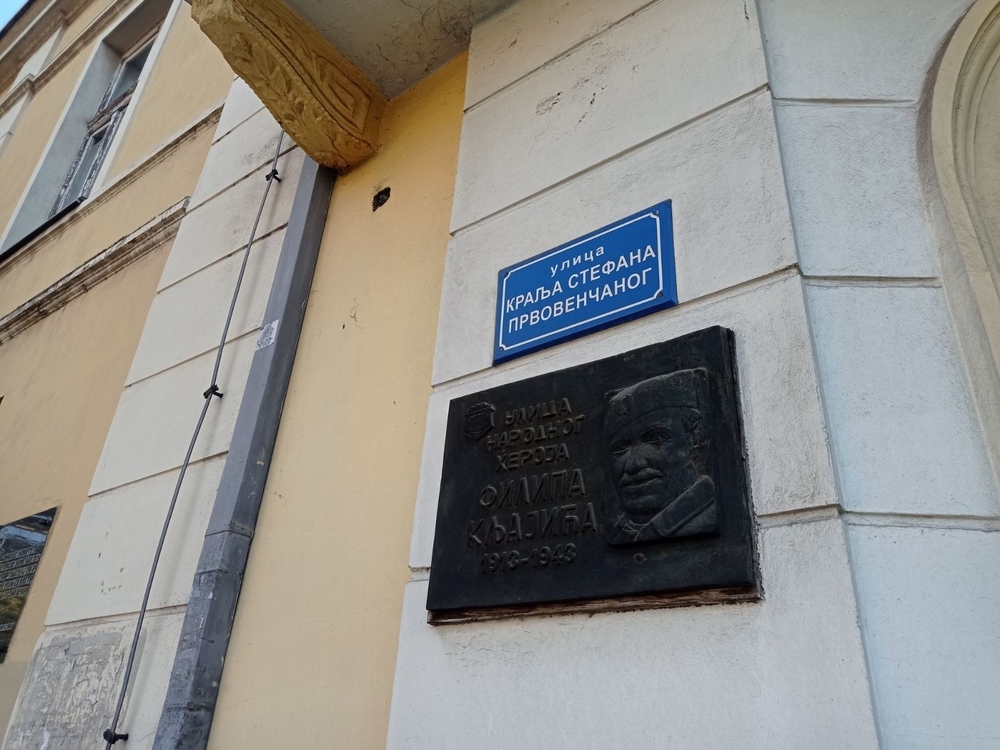 улица
КРАЉА СТЕФАНА
ПРВОВЕНЧАНОГ
УЛИЦА
НАРОДНОГ
ХЕРОЈА
ФИЛИПА
КЉАЈИЋА
1913-1943